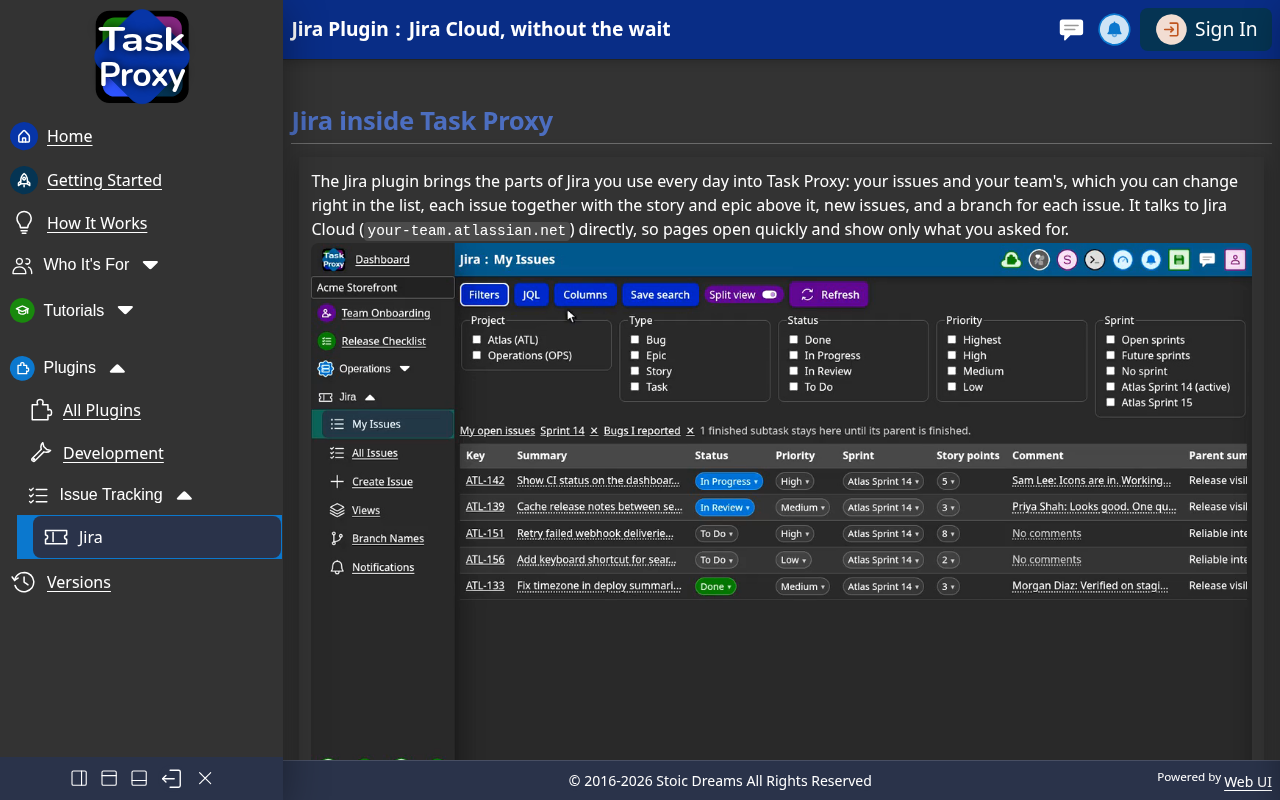 Task Proxy
Home
Getting Started
How It Works
Who It's For
Tutorials
Plugins
All Plugins
Development
Issue Tracking
Jira
Versions
Jira Plugin : Jira Cloud, without the wait
Sign In
Jira inside Task Proxy
The Jira plugin brings the parts of Jira you use every day into Task Proxy: your issues and your team's, which you can change
right in the list, each issue together with the story and epic above it, new issues, and a branch for each issue. It talks to Jira
Cloud (your-team.atlassian.net) directly, so pages open quickly and show only what you asked for.
Task Proxy
Dashboard
Acme Storefront
Team Onboarding
Release Checklist
Operations
Jira
My Issues
All Issues
Create Issue
Views
Branch Names
Notifications
Jira : My Issues
S
Filters JQL Columns Save search Split view Refresh
Project
Atlas (ATL)
Operations (OPS)
Type
Bug
Epic
Story
Task
Status
Done
In Progress
In Review
To Do
Priority
Highest
High
Medium
Low
Sprint
Open sprints
Future sprints
No sprint
Atlas Sprint 14 (active)
Atlas Sprint 15
My open issues Sprint 14 × Bugs I reported × 1 finished subtask stays here until its parent is finished.
Key Summary Status Priority Sprint Story points Comment Parent sum
ATL-142 Show CI status on the dashboar... In Progress High Atlas Sprint 14 5 Sam Lee: Icons are in. Working... Release visil
ATL-139 Cache release notes between se... In Review Medium Atlas Sprint 14 3 Priya Shah: Looks good. One qu... Release visil
ATL-151 Retry failed webhook deliverie... To Do High Atlas Sprint 14 8 No comments Reliable inte
ATL-156 Add keyboard shortcut for sear... To Do Low Atlas Sprint 14 2 No comments Reliable inte
ATL-133 Fix timezone in deploy summari... Done Medium Atlas Sprint 14 3 Morgan Diaz: Verified on stagi... Release visil
© 2016-2026 Stoic Dreams All Rights Reserved
Powered by Web UI